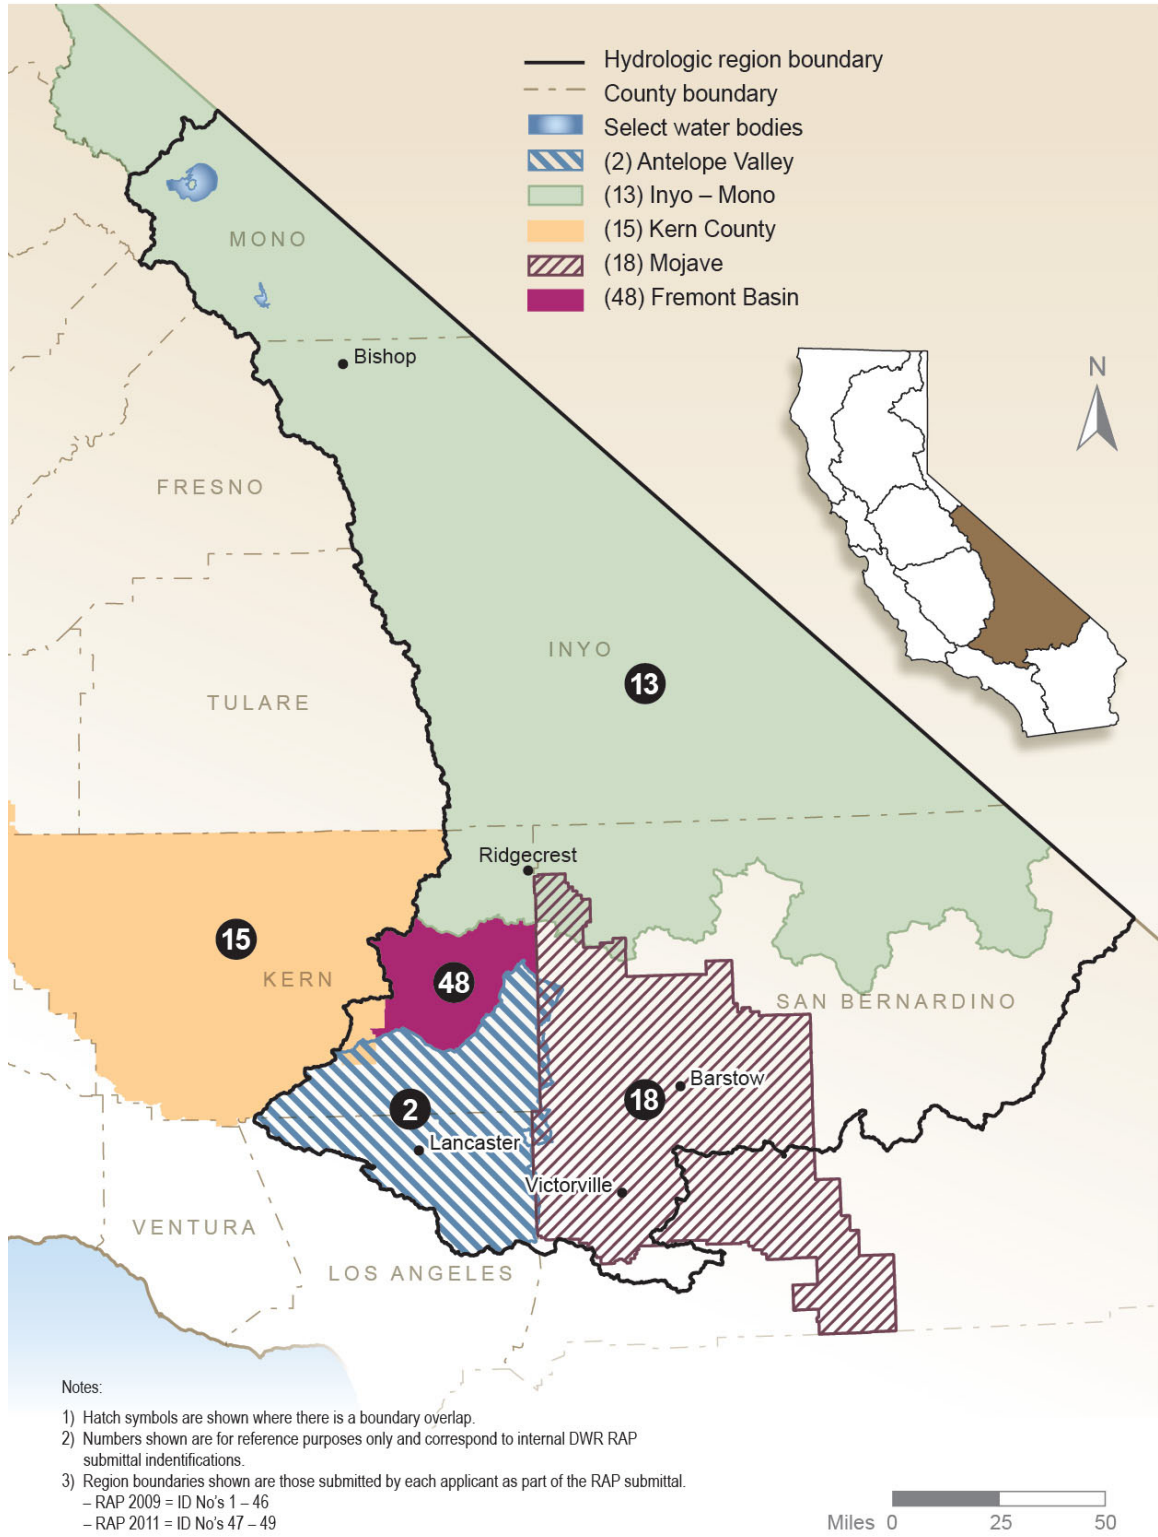 Hydrologic region boundary
County boundary
Select water bodies
(2) Antelope Valley
(13) Inyo – Mono
(15) Kern County
(18) Mojave
(48) Fremont Basin
MONO
Bishop
N
FRESNO
INYO
13
TULARE
Ridgecrest
15
KERN
48
SAN BERNARDINO
Barstow
18
2
Lancaster
Victorville
VENTURA
LOS ANGELES
Notes:
1) Hatch symbols are shown where there is a boundary overlap.
2) Numbers shown are for reference purposes only and correspond to internal DWR RAP
submittal indentifications.
3) Region boundaries shown are those submitted by each applicant as part of the RAP submittal.
– RAP 2009 = ID No's 1 – 46
– RAP 2011 = ID No's 47 – 49
Miles 0 25 50